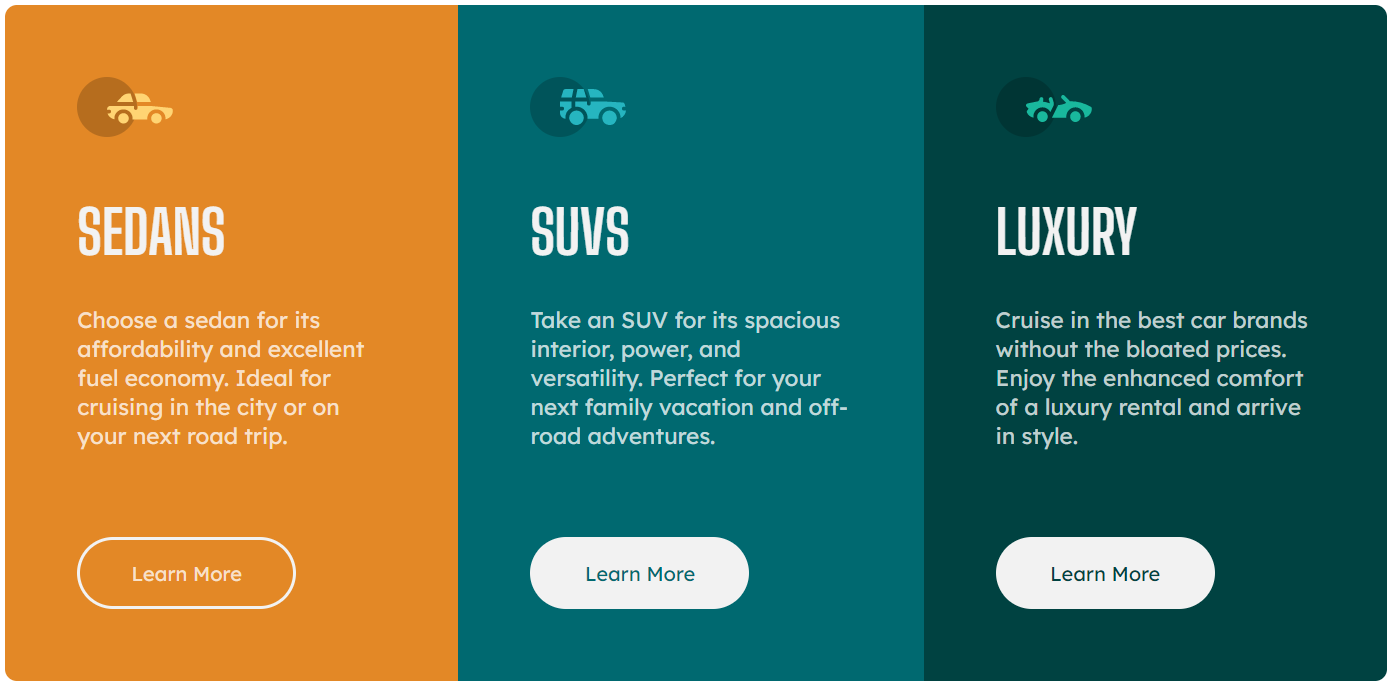 SEDANS
Choose a sedan for its
affordability and excellent
fuel economy. Ideal for
cruising in the city or on
your next road trip.
Learn More
SUVS
Take an SUV for its spacious
interior, power, and
versatility. Perfect for your
next family vacation and off-
road adventures.
Learn More
LUXURY
Cruise in the best car brands
without the bloated prices.
Enjoy the enhanced comfort
of a luxury rental and arrive
in style.
Learn More